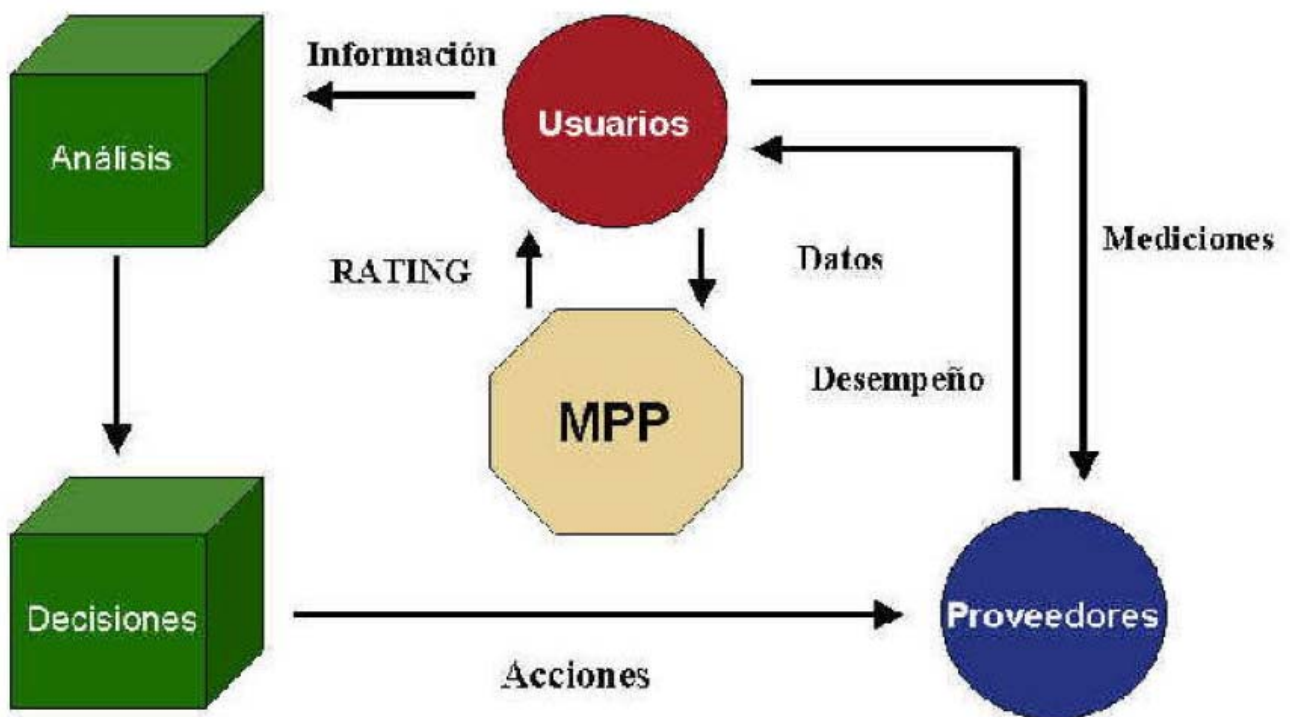 Información
Usuarios
Análisis
Mediciones
RATING
Datos
Desempeño
MPP
Decisiones
Proveedores
Acciones